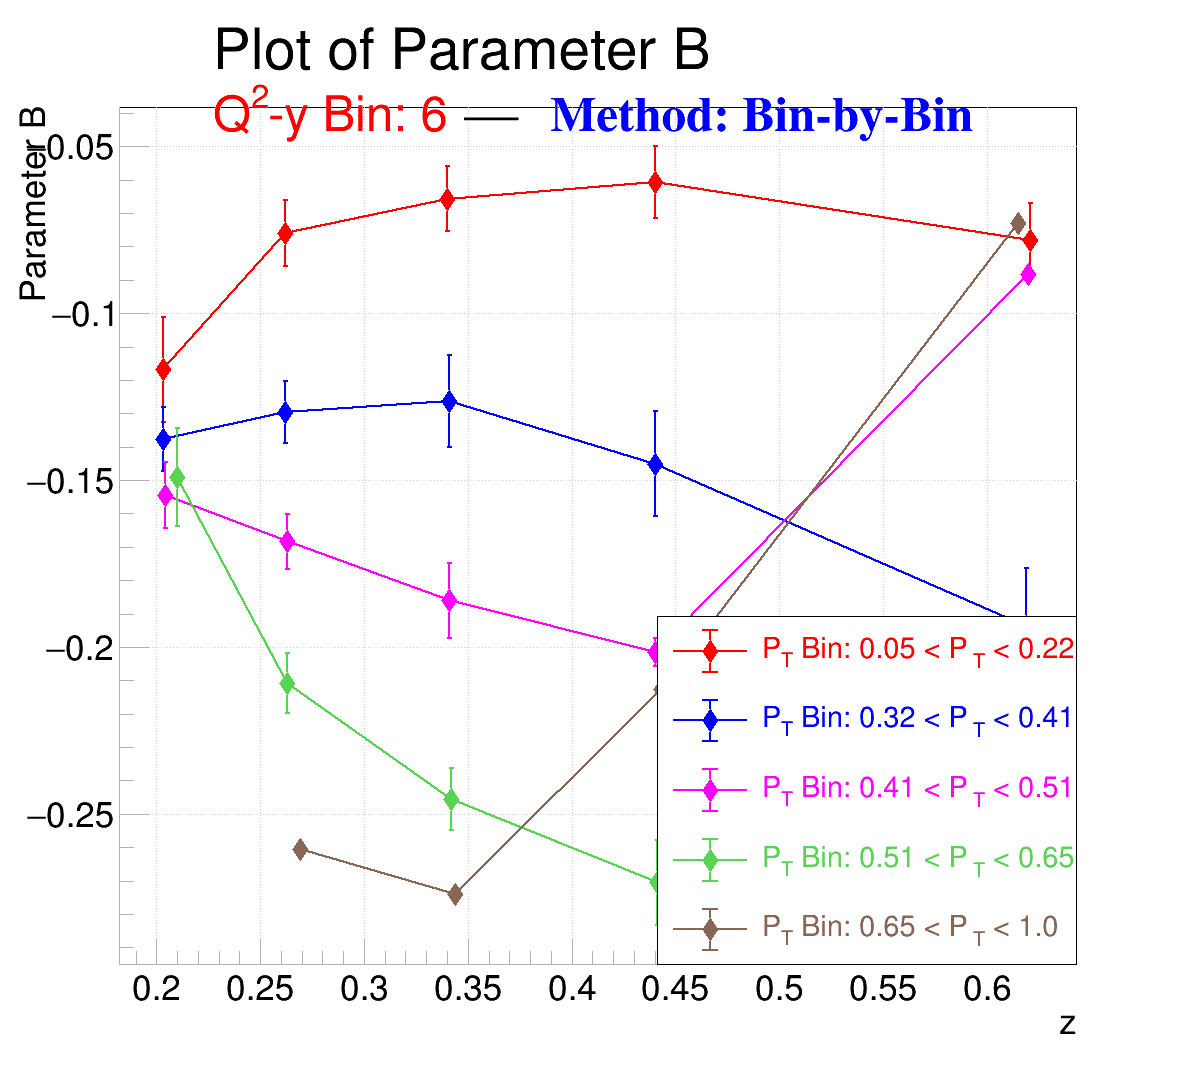 Plot of Parameter B
Q2-y Bin: 6 — Method: Bin-by-Bin
Parameter B
−0.05
−0.1
−0.15
−0.2
−0.25
PT Bin: 0.05 < PT < 0.22
PT Bin: 0.32 < PT < 0.41
PT Bin: 0.41 < PT < 0.51
PT Bin: 0.51 < PT < 0.65
PT Bin: 0.65 < PT < 1.0
0.2 0.25 0.3 0.35 0.4 0.45 0.5 0.55 0.6
z